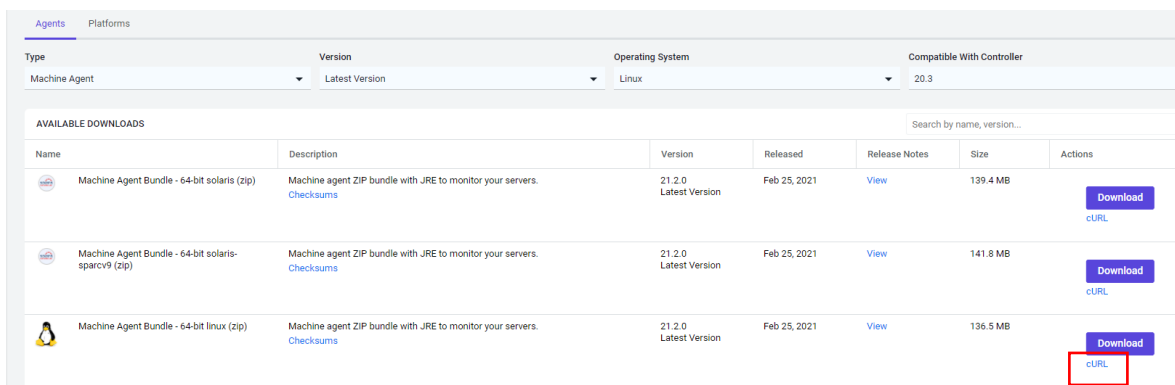 Agents Platforms
Type Version Operating System Compatible With Controller
Machine Agent Latest Version Linux 20.3
AVAILABLE DOWNLOADS Search by name, version...
Name Description Version Released Release Notes Size Actions
Machine Agent Bundle - 64-bit solaris (zip) Machine agent ZIP bundle with JRE to monitor your servers. 21.2.0 Feb 25, 2021 View 139.4 MB
Checksums Latest Version
Download
cURL
Machine Agent Bundle - 64-bit solaris- Machine agent ZIP bundle with JRE to monitor your servers. 21.2.0 Feb 25, 2021 View 141.8 MB
sparcv9 (zip) Checksums Latest Version
Download
cURL
Machine Agent Bundle - 64-bit linux (zip) Machine agent ZIP bundle with JRE to monitor your servers. 21.2.0 Feb 25, 2021 View 136.5 MB
Checksums Latest Version
Download
cURL